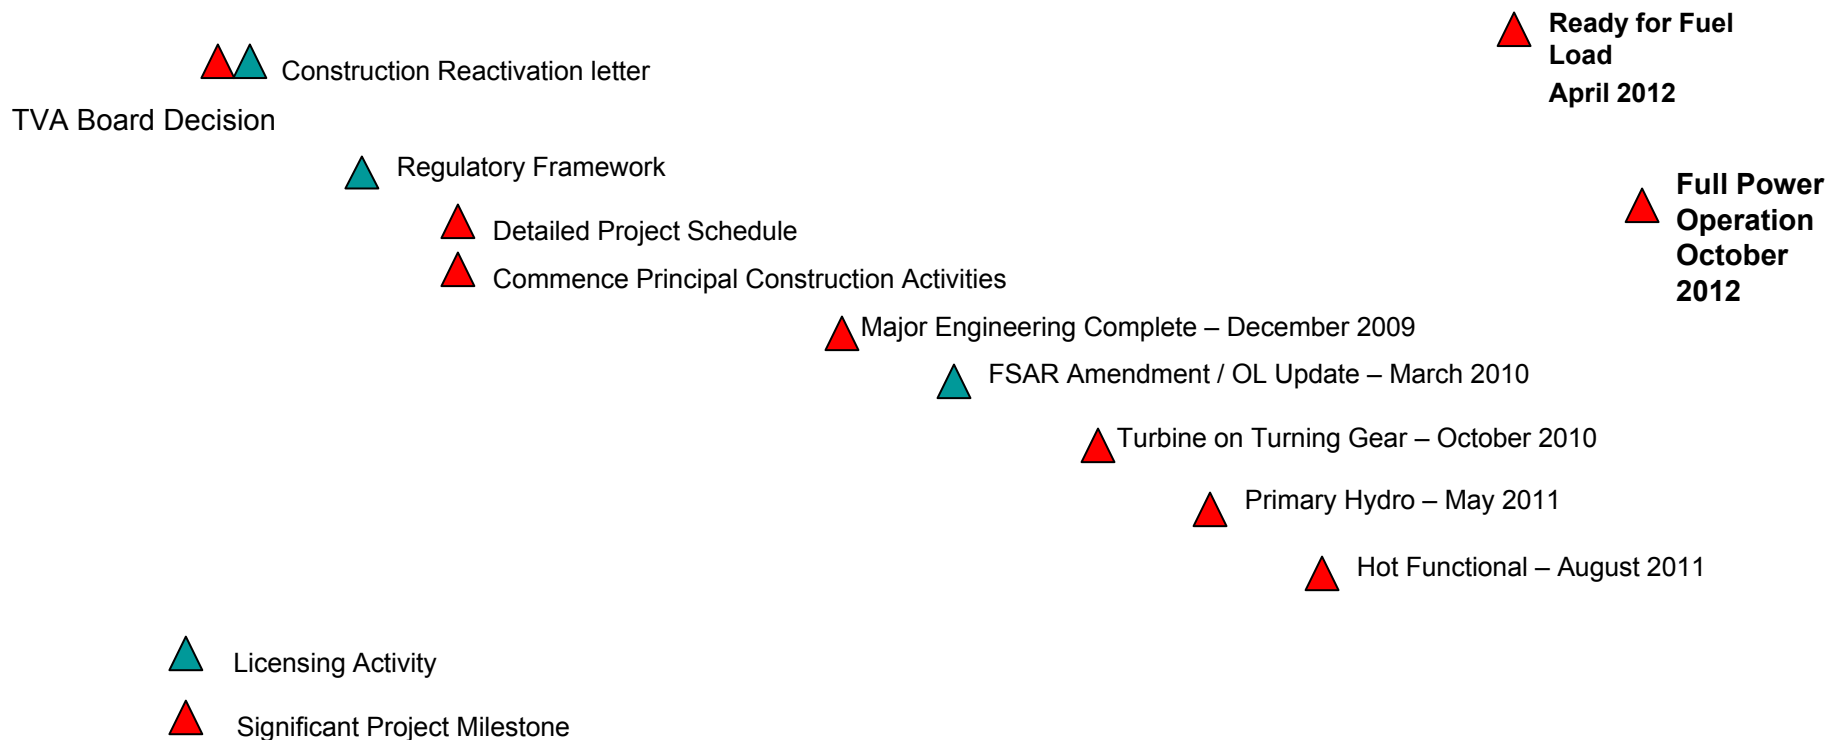 Construction Reactivation letter
TVA Board Decision
Regulatory Framework
Detailed Project Schedule
Commence Principal Construction Activities
Major Engineering Complete – December 2009
FSAR Amendment / OL Update – March 2010
Turbine on Turning Gear – October 2010
Primary Hydro – May 2011
Hot Functional – August 2011
Ready for Fuel
Load
April 2012
Full Power
Operation
October
2012
Licensing Activity
Significant Project Milestone